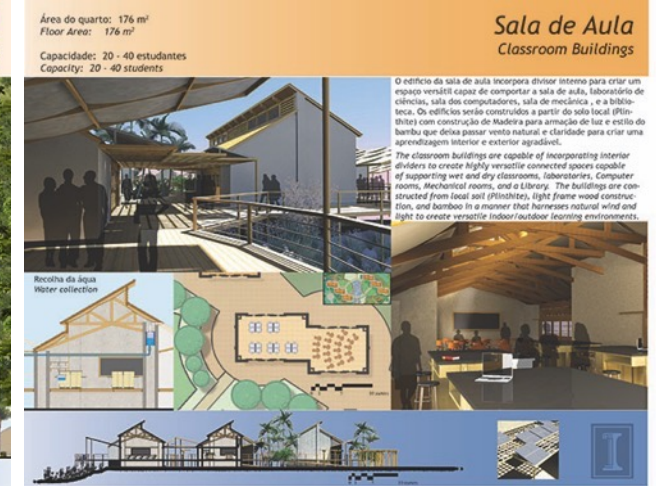 Área do quarto: 176 m²
Floor Area: 176 m²
Capacidade: 20 - 40 estudantes
Capacity: 20 - 40 students
Sala de Aula
Classroom Buildings
O edifício da sala de aula incorpora divisor interno para criar um
espaço versátil capaz de comportar a sala de aula, laboratório de
ciências, sala dos computadores, sala de mecânica , e a biblio-
teca. Os edifícios serão construidos a partir do solo local (Plin-
thite) com construção de Madeira para armação de luz e estilo do
bambu que deixa passar vento natural e claridade para criar uma
aprendizagem interior e exterior agradável.
The classroom buildings are capable of incorporating interior
dividers to create highly versatile connected spaces capable
of supporting wet and dry classrooms, laboratories, Computer
rooms, Mechanical rooms, and a Library. The buildings are con-
structed from local soil (Plinthite), light frame wood construc-
tion, and bamboo in a manner that harnesses natural wind and
light to create versatile indoor/outdoor learning environments.
Recolha da água
Water collection
I